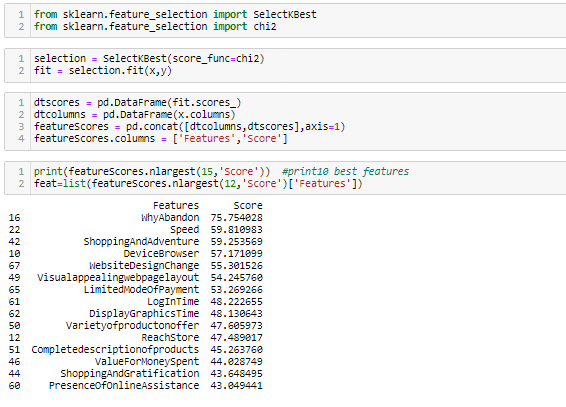 1 from sklearn.feature_selection import SelectKBest
2 from sklearn.feature_selection import chi2
1 selection = SelectKBest(score_func=chi2)
2 fit = selection.fit(x,y)
1 dtscores = pd.DataFrame(fit.scores_)
2 dtcolumns = pd.DataFrame(x.columns)
3 featureScores = pd.concat([dtcolumns,dtscores],axis=1)
4 featureScores.columns = ['Features','Score']
1 print(featureScores.nlargest(15,'Score')) #print10 best features
2 feat=list(featureScores.nlargest(12,'Score')['Features'])
Features Score
16 WhyAbandon 75.754028
22 Speed 59.810983
42 ShoppingAndAdventure 59.253569
10 DeviceBrowser 57.171099
67 WebsiteDesignChange 55.301526
49 Visualappealingwebpagelayout 54.245760
65 LimitedModeOfPayment 53.269266
61 LogInTime 48.222655
62 DisplayGraphicsTime 48.130643
50 Varietyofproductonoffer 47.605973
12 ReachStore 47.489017
51 Completedescriptionofproducts 45.263760
46 ValueForMoneySpent 44.028749
44 ShoppingAndGratification 43.648495
60 PresenceOfOnlineAssistance 43.049441